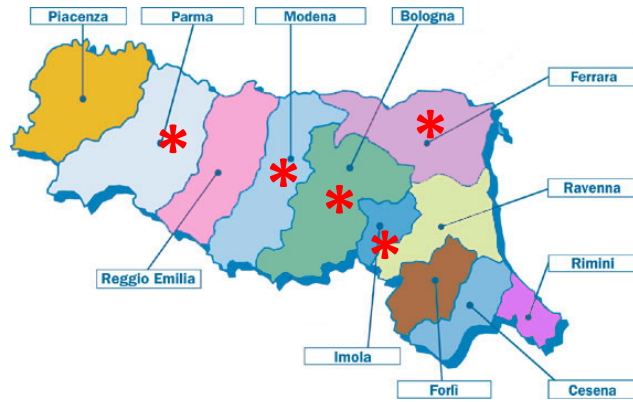 Piacenza
Parma
Modena
Bologna
Ferrara
Ravenna
Rimini
Reggio Emilia
Imola
Forlì
Cesena